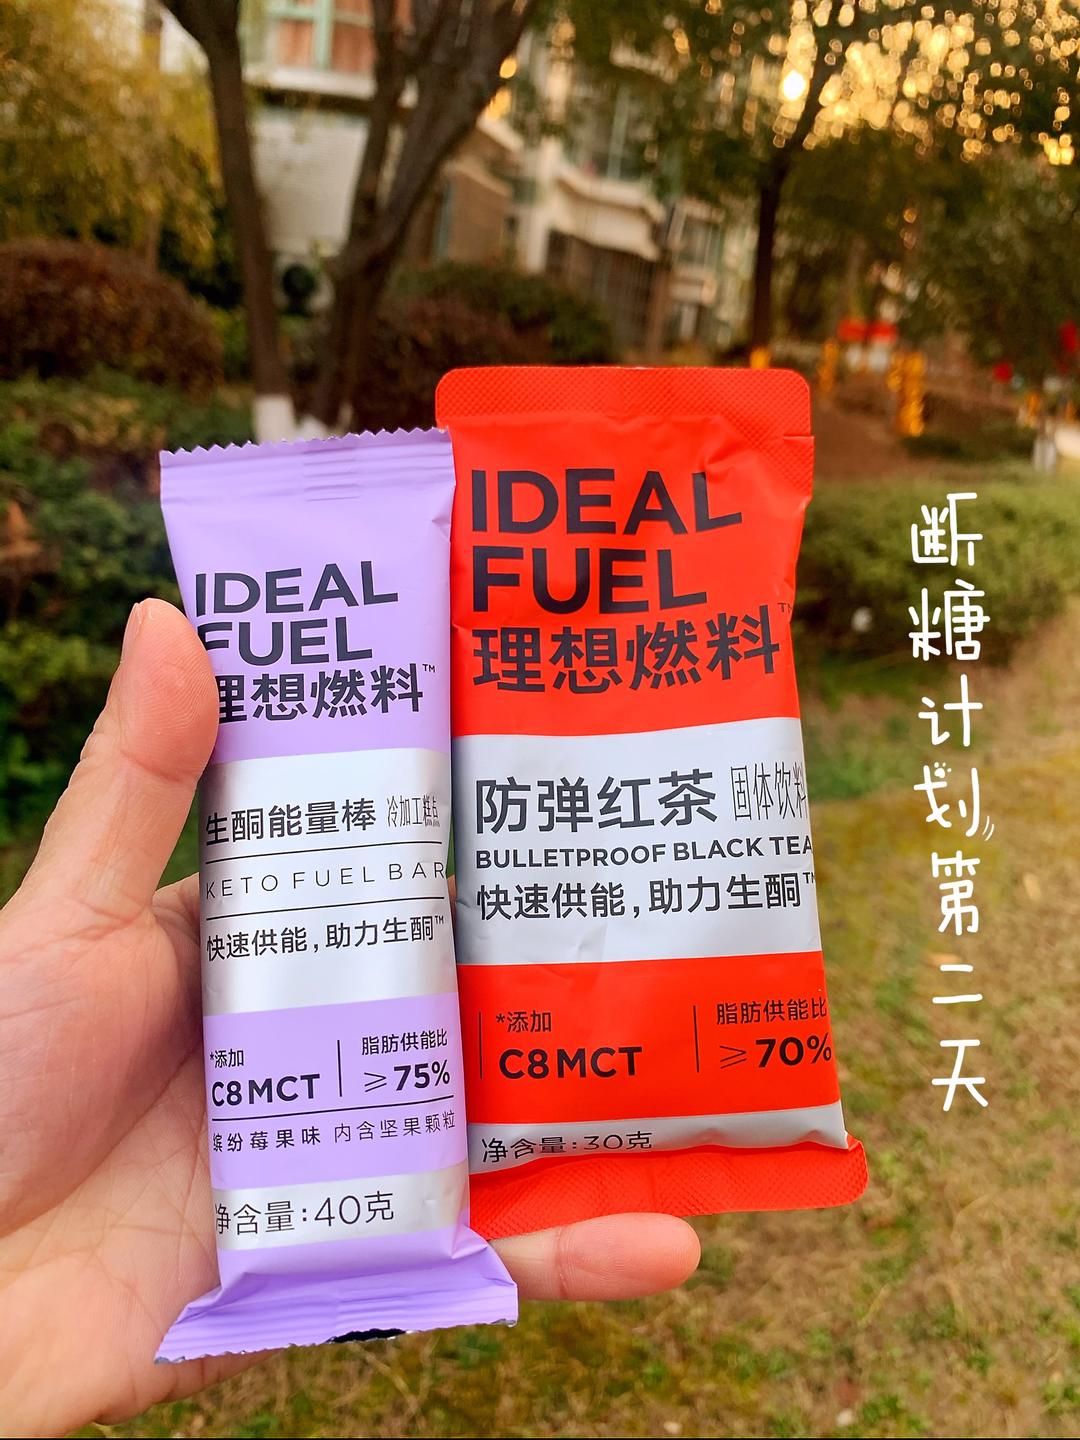 IDEAL
FUEL
理想燃料™
生酮能量棒 冷加工糕点
KETO FUEL BAR
快速供能,助力生酮™
*添加
C8 MCT
脂肪供能比
≥75%
缤纷莓果味 内含坚果颗粒
净含量:40克
IDEAL
FUEL
理想燃料™
防弹红茶 固体饮料
BULLETPROOF BLACK TEA
快速供能,助力生酮™
*添加
C8 MCT
脂肪供能比
≥70%
净含量:30克
断糖计划第二天